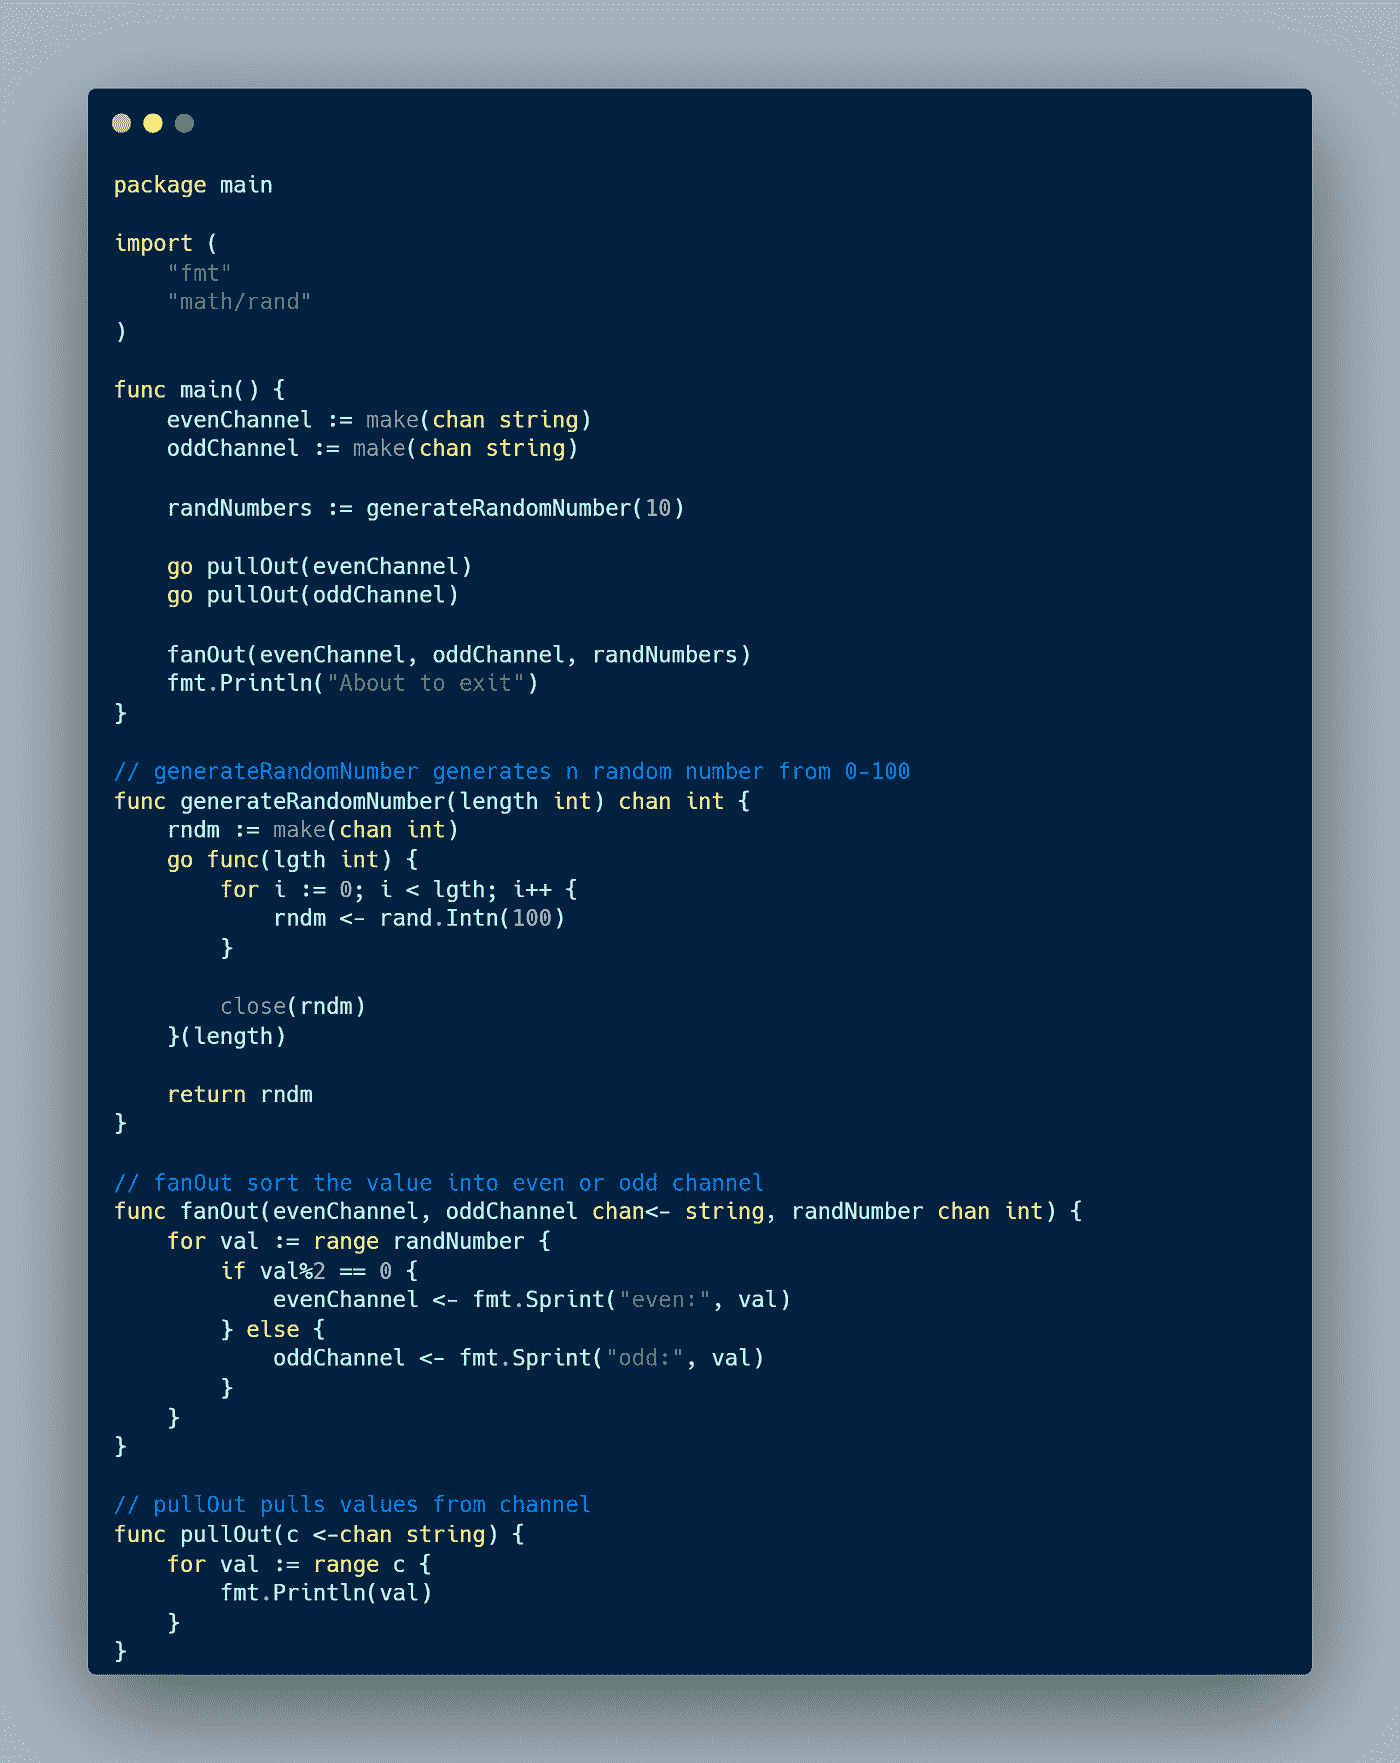 package main

import (
    "fmt"
    "math/rand"
)

func main() {
    evenChannel := make(chan string)
    oddChannel := make(chan string)

    randNumbers := generateRandomNumber(10)

    go pullOut(evenChannel)
    go pullOut(oddChannel)

    fanOut(evenChannel, oddChannel, randNumbers)
    fmt.Println("About to exit")
}

// generateRandomNumber generates n random number from 0-100
func generateRandomNumber(length int) chan int {
    rndm := make(chan int)
    go func(lgth int) {
        for i := 0; i < lgth; i++ {
            rndm <- rand.Intn(100)
        }

        close(rndm)
    }(length)

    return rndm
}

// fanOut sort the value into even or odd channel
func fanOut(evenChannel, oddChannel chan<- string, randNumber chan int) {
    for val := range randNumber {
        if val%2 == 0 {
            evenChannel <- fmt.Sprint("even:", val)
        } else {
            oddChannel <- fmt.Sprint("odd:", val)
        }
    }
}

// pullOut pulls values from channel
func pullOut(c <-chan string) {
    for val := range c {
        fmt.Println(val)
    }
}